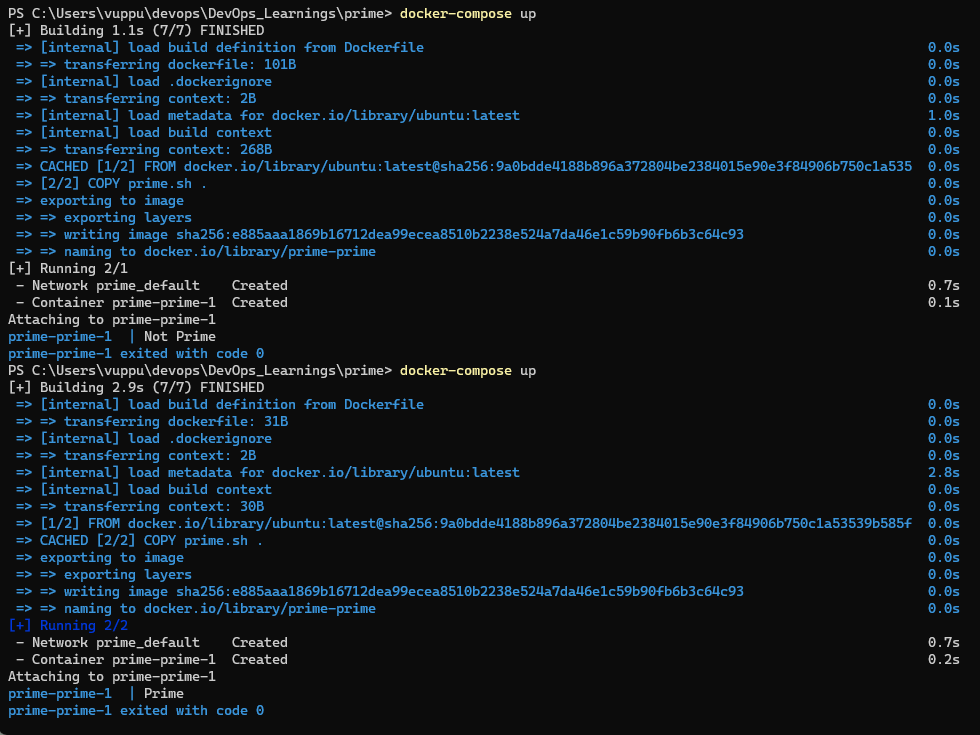 PS C:\Users\vuppu\devops\DevOps_Learnings\prime> docker-compose up
[+] Building 1.1s (7/7) FINISHED
=> [internal] load build definition from Dockerfile 0.0s
=> => transferring dockerfile: 101B 0.0s
=> [internal] load .dockerignore 0.0s
=> => transferring context: 2B 0.0s
=> [internal] load metadata for docker.io/library/ubuntu:latest 1.0s
=> [internal] load build context 0.0s
=> => transferring context: 268B 0.0s
=> CACHED [1/2] FROM docker.io/library/ubuntu:latest@sha256:9a0bdde4188b896a372804be2384015e90e3f84906b750c1a535 0.0s
=> [2/2] COPY prime.sh . 0.0s
=> exporting to image 0.0s
=> => exporting layers 0.0s
=> => writing image sha256:e885aaa1869b16712dea99ecea8510b2238e524a7da46e1c59b90fb6b3c64c93 0.0s
=> => naming to docker.io/library/prime-prime 0.0s
[+] Running 2/1
- Network prime_default Created 0.7s
- Container prime-prime-1 Created 0.1s
Attaching to prime-prime-1
prime-prime-1 | Not Prime
prime-prime-1 exited with code 0
PS C:\Users\vuppu\devops\DevOps_Learnings\prime> docker-compose up
[+] Building 2.9s (7/7) FINISHED
=> [internal] load build definition from Dockerfile 0.0s
=> => transferring dockerfile: 31B 0.0s
=> [internal] load .dockerignore 0.0s
=> => transferring context: 2B 0.0s
=> [internal] load metadata for docker.io/library/ubuntu:latest 2.8s
=> [internal] load build context 0.0s
=> => transferring context: 30B 0.0s
=> [1/2] FROM docker.io/library/ubuntu:latest@sha256:9a0bdde4188b896a372804be2384015e90e3f84906b750c1a53539b585f 0.0s
=> CACHED [2/2] COPY prime.sh . 0.0s
=> exporting to image 0.0s
=> => exporting layers 0.0s
=> => writing image sha256:e885aaa1869b16712dea99ecea8510b2238e524a7da46e1c59b90fb6b3c64c93 0.0s
=> => naming to docker.io/library/prime-prime 0.0s
[+] Running 2/2
- Network prime_default Created 0.7s
- Container prime-prime-1 Created 0.2s
Attaching to prime-prime-1
prime-prime-1 | Prime
prime-prime-1 exited with code 0